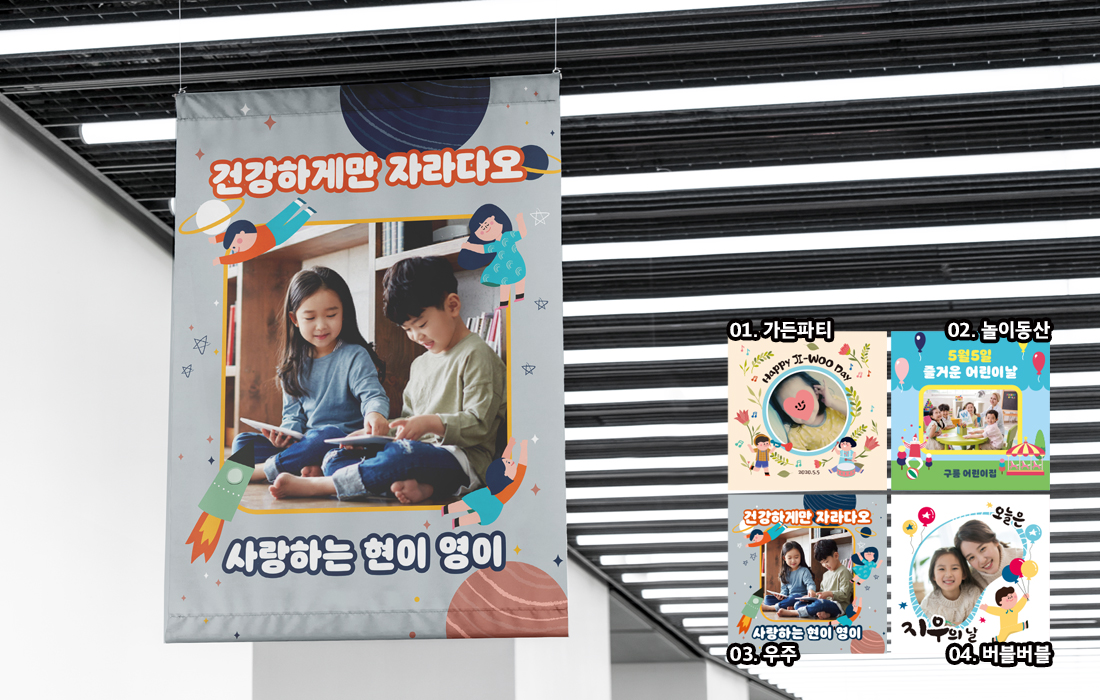 건강하게만 자라다오
사랑하는 현이 영이
01. 가든파티
02. 놀이동산
HAPPY JI-WOO DAY
2020.5.5
5월5일
즐거운 어린이날
구름 어린이집
건강하게만 자라다오
사랑하는 현이 영이
오늘은
지우의 날
03. 우주
04. 버블버블